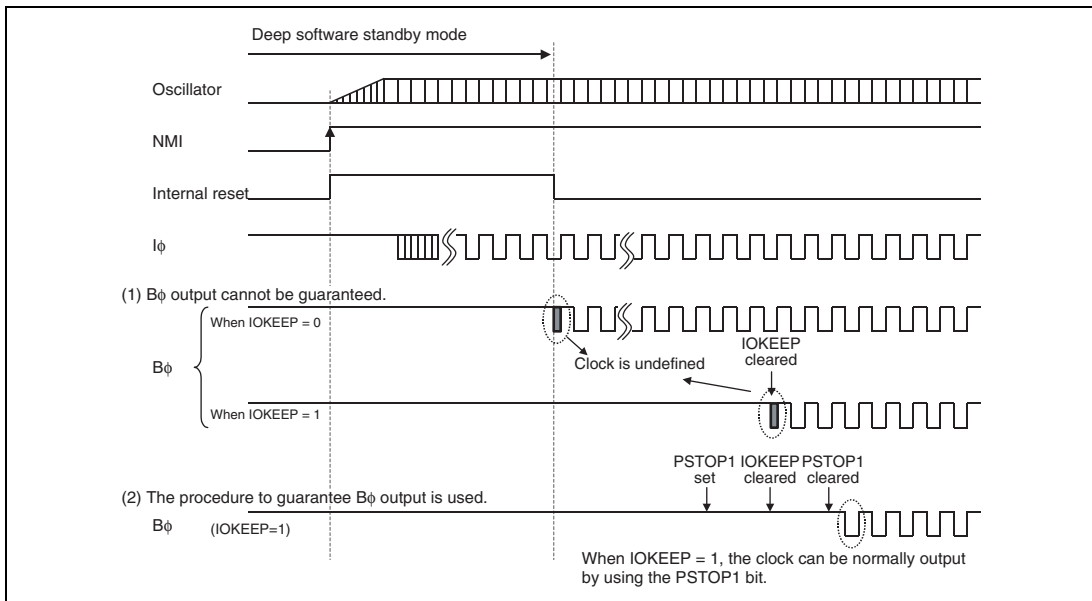 Deep software standby mode
Oscillator
NMI
Internal reset
Iϕ
(1) Bϕ output cannot be guaranteed.
When IOKEEP = 0
Bϕ
Clock is undefined
IOKEEP
cleared
When IOKEEP = 1
PSTOP1 IOKEEP PSTOP1
set cleared cleared
(2) The procedure to guarantee Bϕ output is used.
Bϕ (IOKEEP=1)
When IOKEEP = 1, the clock can be normally output
by using the PSTOP1 bit.